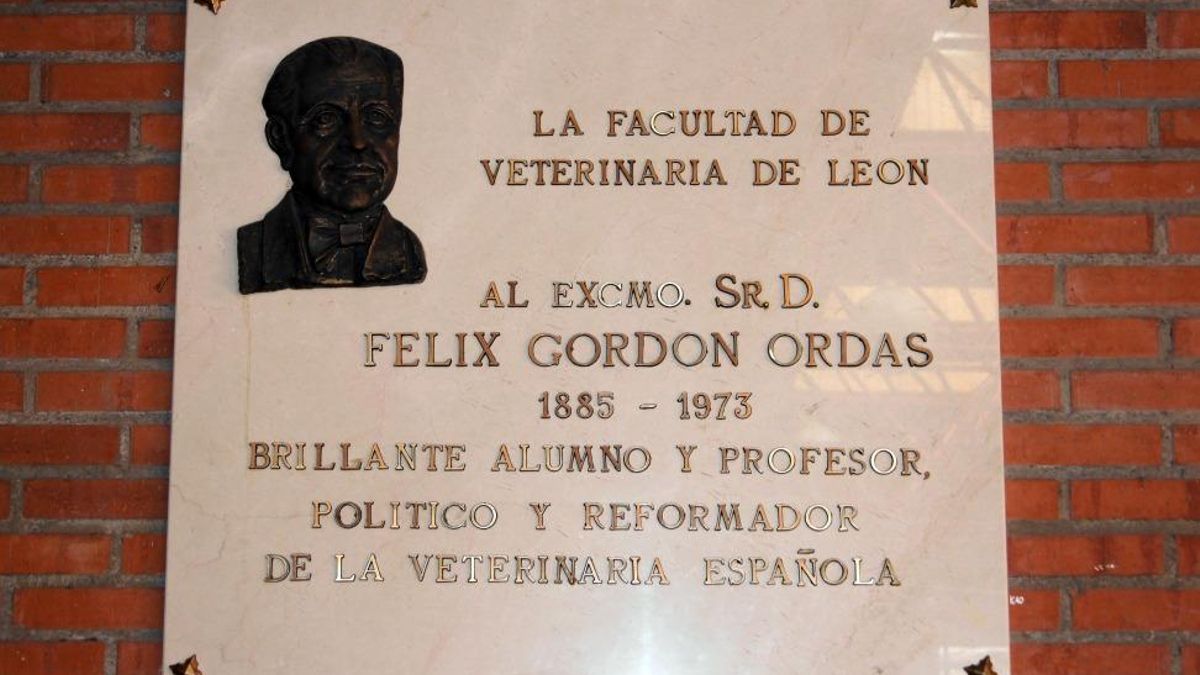 LA FACULTAD DE
VETERINARIA DE LEON
AL EXCMO. SR. D.
FELIX GORDON ORDAS
1885 - 1973
BRILLANTE ALUMNO Y PROFESOR,
POLITICO Y REFORMADOR
DE LA VETERINARIA ESPAÑOLA